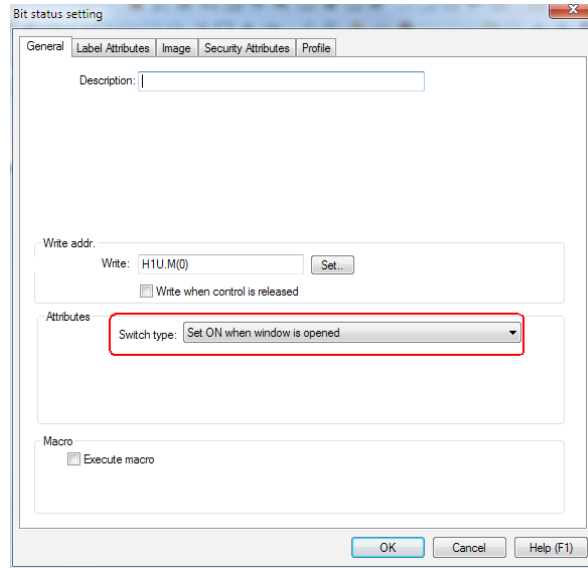 Bit status setting
General Label Attributes Image Security Attributes Profile
Description:
Write addr.
Write: H1U.M(0) Set..
Write when control is released
Attributes
Switch type: Set ON when window is opened
Macro
Execute macro
OK Cancel Help (F1)